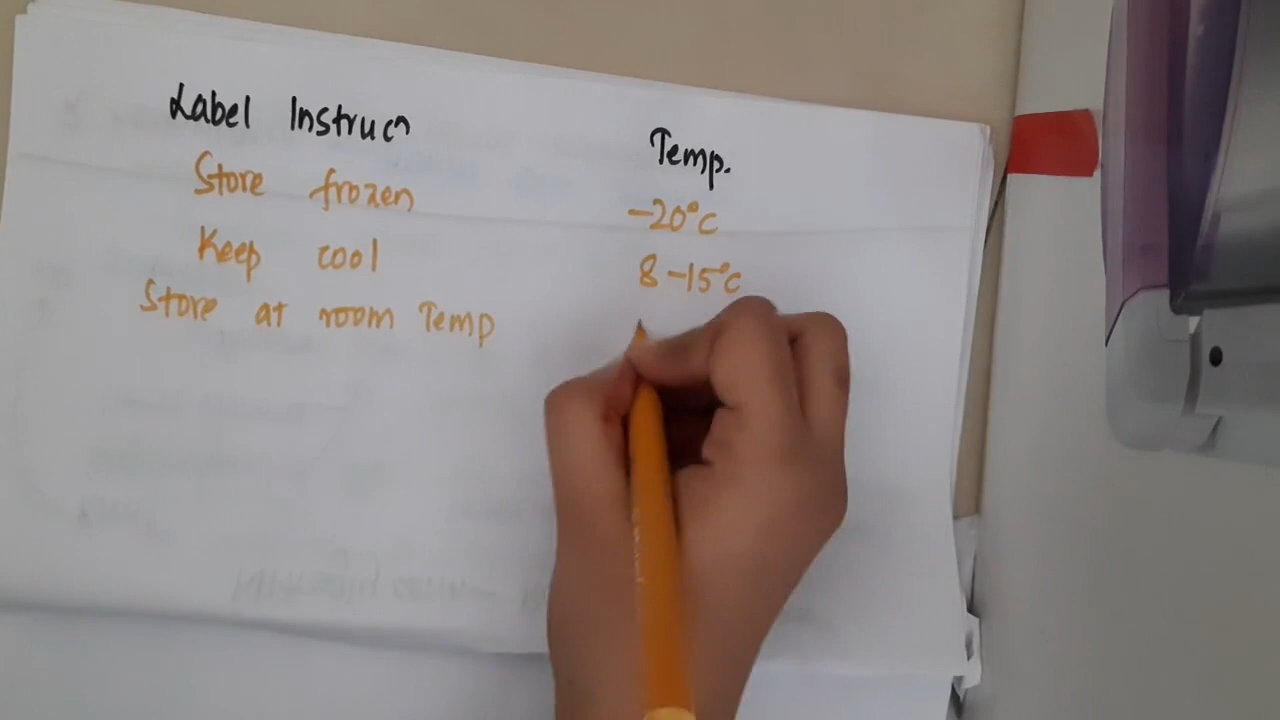 Label Instrucn Temp.
Store frozen -20°C
Keep cool 8-15°C
Store at room Temp